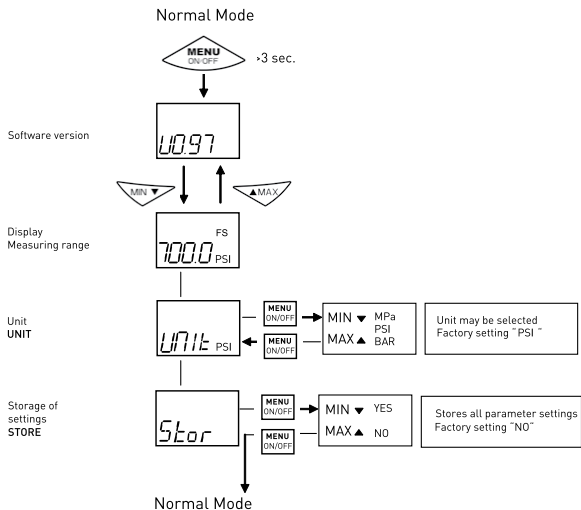 Normal Mode
MENU
ON·OFF
>3 sec.
Software version
U0.97
MIN ▼
▲MAX
Display
Measuring range
FS
700.0 PSI
Unit
UNIT
UNIt PSI
MENU
ON/OFF
MENU
ON/OFF
MIN ▼ MPa
PSI
MAX ▲ BAR
Unit may be selected
Factory setting "PSI "
Storage of
settings
STORE
Stor
MENU
ON/OFF
MENU
ON/OFF
MIN ▼ YES
MAX ▲ NO
Stores all parameter settings
Factory setting "NO"
Normal Mode